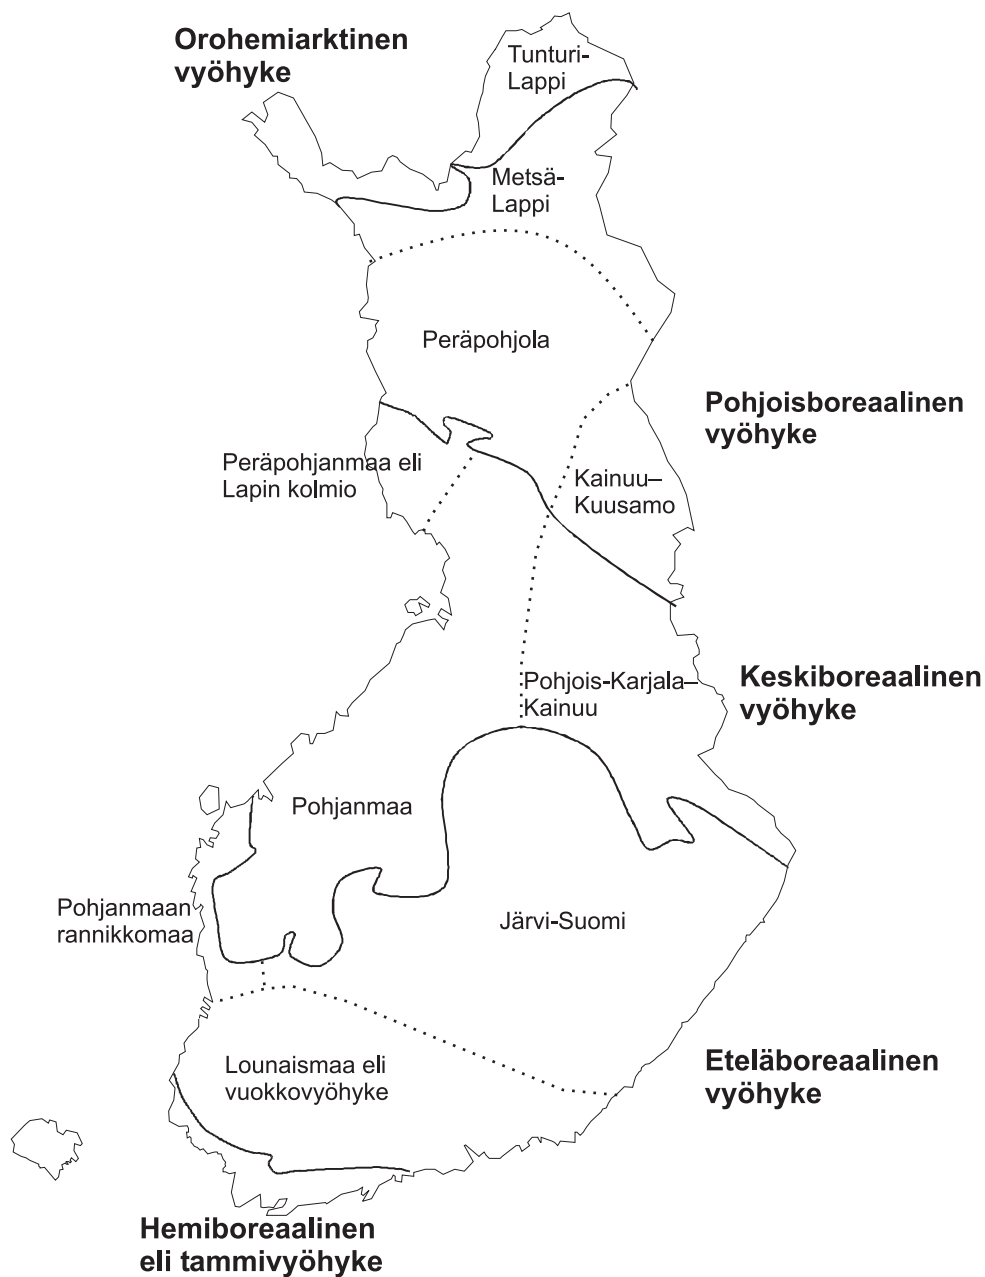 Orohemiarktinen
vyöhyke
Tunturi-
Lappi
Metsä-
Lappi
Peräpohjola
Pohjoisboreaalinen
vyöhyke
Peräpohjanmaa eli
Lapin kolmio
Kainuu–
Kuusamo
Keskiboreaalinen
vyöhyke
Pohjois-Karjala–
Kainuu
Pohjanmaa
Pohjanmaan
rannikkomaa
Järvi-Suomi
Eteläboreaalinen
vyöhyke
Lounaismaa eli
vuokkovyöhyke
Hemiboreaalinen
eli tammivyöhyke